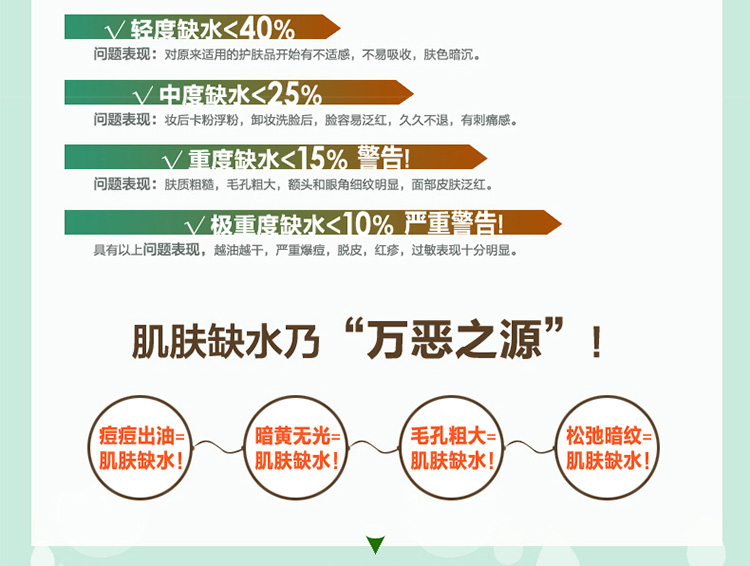 √ 轻度缺水<40%
问题表现：对原来适用的护肤品开始有不适感，不易吸收，肤色暗沉。
√ 中度缺水<25%
问题表现：妆后卡粉浮粉，卸妆洗脸后，脸容易泛红，久久不退，有刺痛感。
√ 重度缺水<15% 警告!
问题表现：肤质粗糙，毛孔粗大，额头和眼角细纹明显，面部皮肤泛红。
√ 极重度缺水<10% 严重警告!
具有以上问题表现，越油越干，严重爆痘，脱皮，红疹，过敏表现十分明显。
肌肤缺水乃“万恶之源”！
痘痘出油=
肌肤缺水!
暗黄无光=
肌肤缺水!
毛孔粗大=
肌肤缺水!
松弛暗纹=
肌肤缺水!